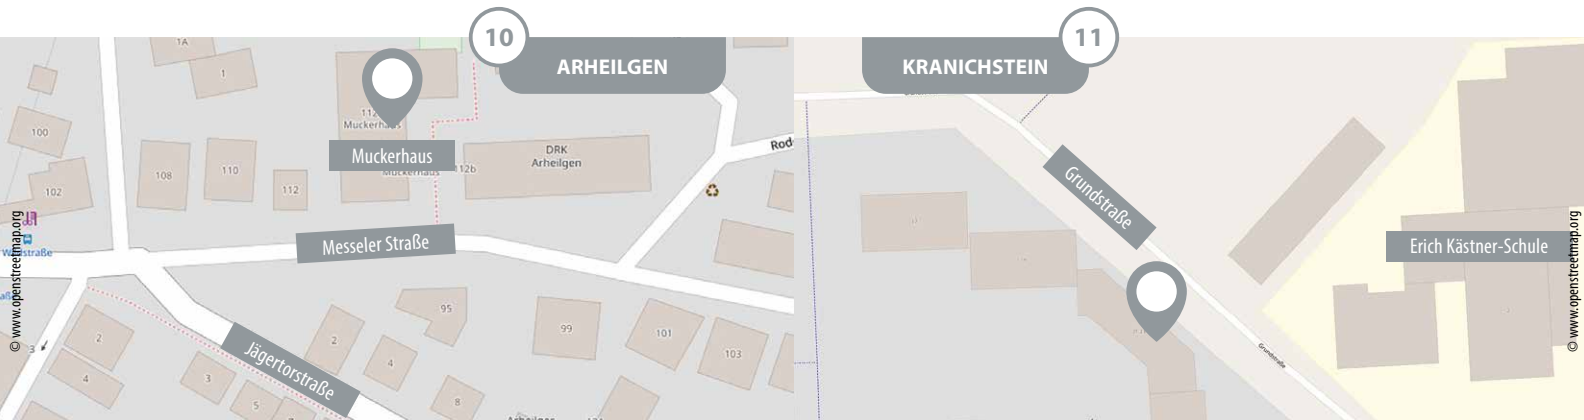 10
ARHEILGEN
1A
1
100
102
108
110
112
Muckerhaus
Muckerhaus
Muckerhaus
112b
DRK
Arheilgen
Rod
Messeler Straße
Jägertorstraße
95
99
101
103
2
4
3
5
2
4
8
3
© www.openstreetmap.org
11
KRANICHSTEIN
Grundstraße
Grundstraße
Erich Kästner-Schule
© www.openstreetmap.org